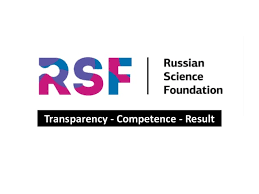 RSF
Russian
Science
Foundation
Transparency - Competence - Result